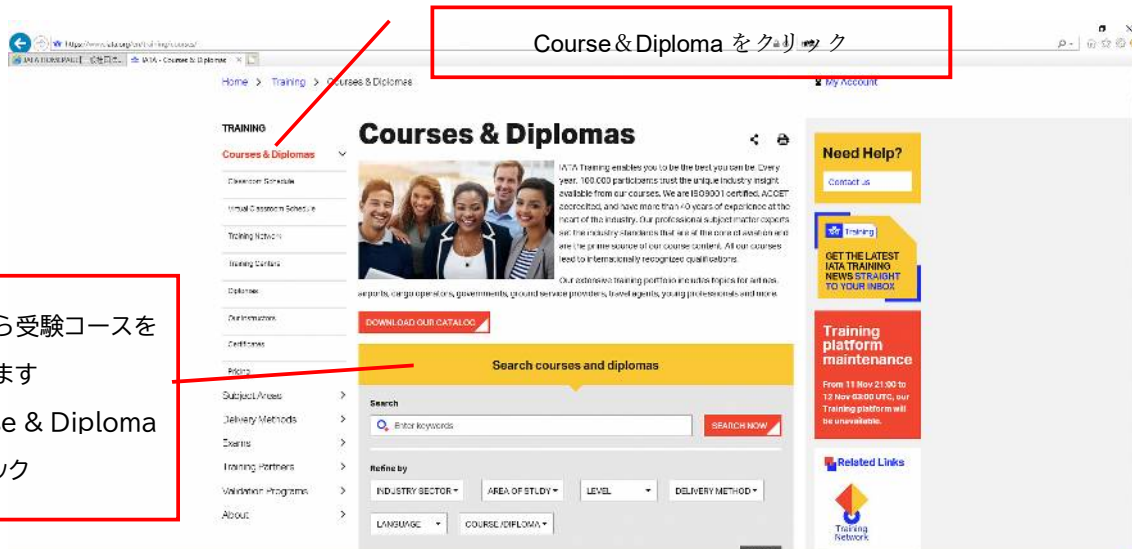 Course＆Diploma をクリック
https://www.iata.org/en/training/courses/
IATA - Courses & Diplomas
Home > Training > Courses & Diplomas
My Account
TRAINING
Courses & Diplomas
Classroom Schedule
Virtual Classroom Schedule
Training Network
Training Centers
Diplomas
Our Instructors
Certificates
Pricing
Subject Areas
Delivery Methods
Exams
Training Partners
Validation Programs
About
Courses & Diplomas
IATA Training enables you to be the best you can be. Every
year, 100,000 participants trust the unique industry insight
available from our courses. We are ISO9001 certified, ACCET
accredited, and have more than 40 years of experience at the
heart of the industry. Our professional subject matter experts
set the industry standards that are at the core of aviation and
are the prime source of our course content. All our courses
lead to internationally recognized qualifications.
Our extensive training portfolio includes topics for airlines,
airports, cargo operators, governments, ground service providers, travel agents, young professionals and more.
DOWNLOAD OUR CATALOG
Search courses and diplomas
Search
Enter keywords
SEARCH NOW
Refine by
INDUSTRY SECTOR
AREA OF STUDY
LEVEL
DELIVERY METHOD
LANGUAGE
COURSE/DIPLOMA
Need Help?
Contact us
Training
GET THE LATEST
IATA TRAINING
NEWS STRAIGHT
TO YOUR INBOX
Training
platform
maintenance
From 11 Nov 21:00 to
12 Nov 03:00 UTC, our
Training platform will
be unavailable.
Related Links
Training
Network
ら受験コースを
ます
e & Diploma
ック